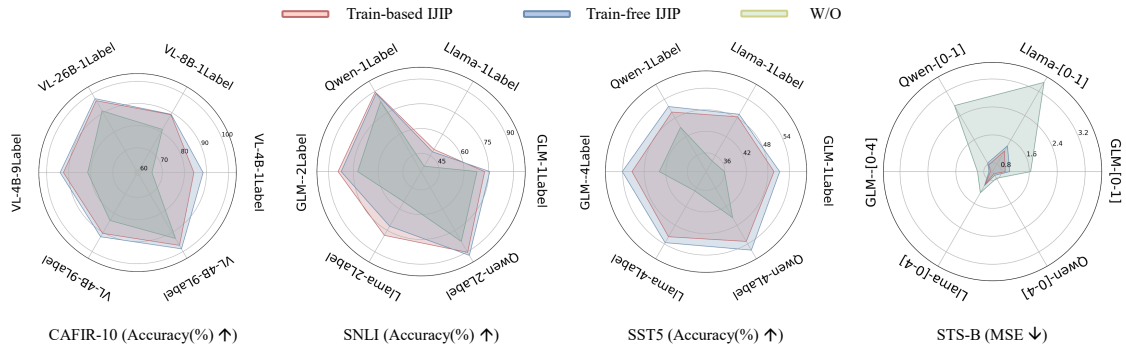 Train-based IJIP Train-free IJIP W/O
VL-26B-1Label
VL-8B-1Label
VL-4B-1Label
VL-4B-9Label
VL-4B-9Label
VL-4B-9Label
60 70 80 90 100
CAFIR-10 (Accuracy(%) ↑)
Qwen-1Label
Llama-1Label
GLM-1Label
Qwen-2Label
Llama-2Label
GLM--2Label
45 60 75 90
SNLI (Accuracy(%) ↑)
Qwen-1Label
Llama-1Label
GLM-1Label
Qwen-4Label
Llama-4Label
GLM--4Label
36 42 48 54
SST5 (Accuracy(%) ↑)
Qwen-[0-1]
Llama-[0-1]
GLM-[0-1]
Qwen-[0-4]
Llama-[0-4]
GLM--[0-4]
0.8 1.6 2.4 3.2
STS-B (MSE ↓)